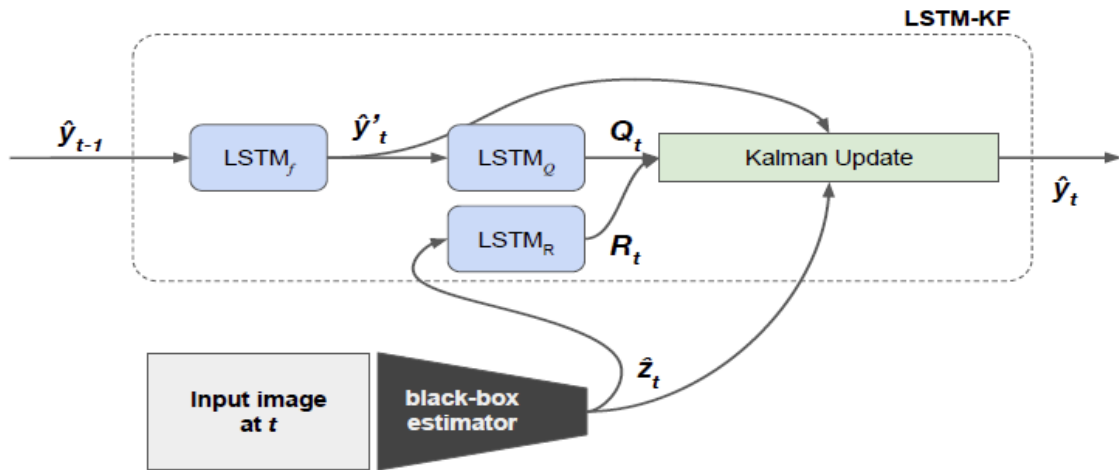 LSTM-KF
ŷt-1
LSTMf
ŷ't
LSTMQ
Qt
Kalman Update
ŷt
LSTMR
Rt
ẑt
Input image
at t
black-box
estimator